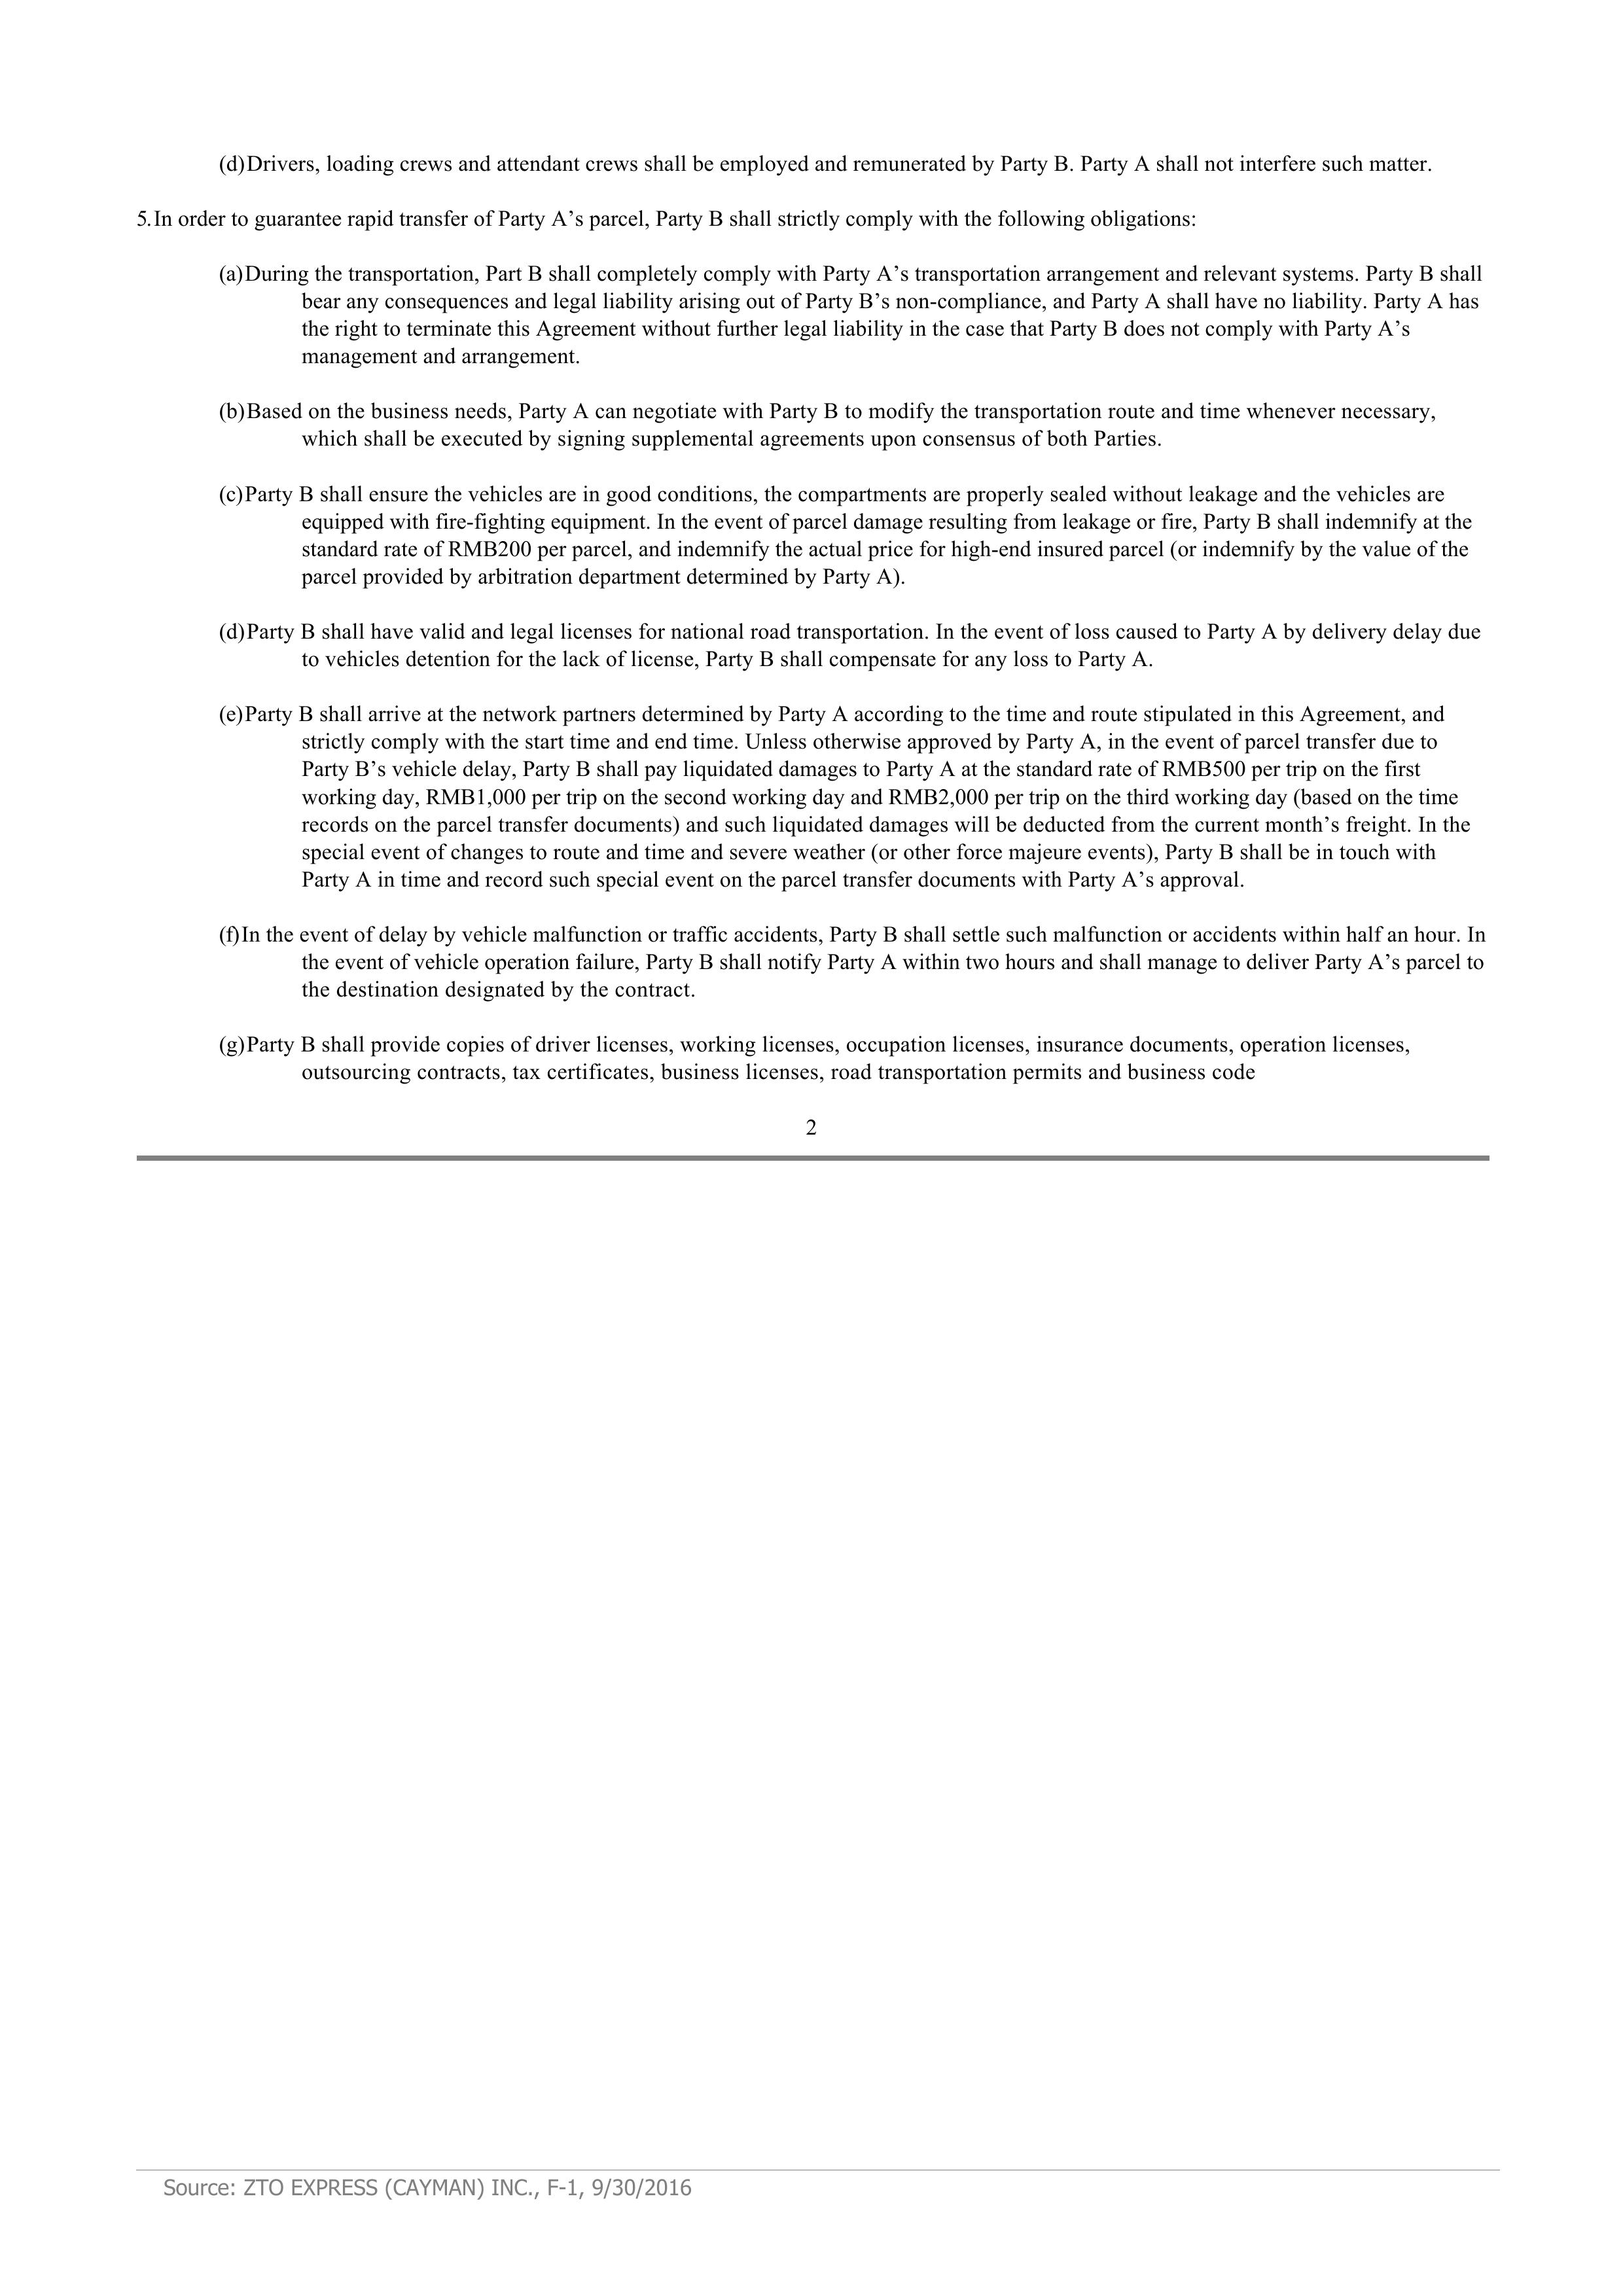 (d)Drivers, loading crews and attendant crews shall be employed and remunerated by Party B. Party A shall not interfere such matter.
5.In order to guarantee rapid transfer of Party A’s parcel, Party B shall strictly comply with the following obligations:
(a)During the transportation, Part B shall completely comply with Party A’s transportation arrangement and relevant systems. Party B shall
bear any consequences and legal liability arising out of Party B’s non-compliance, and Party A shall have no liability. Party A has
the right to terminate this Agreement without further legal liability in the case that Party B does not comply with Party A’s
management and arrangement.
(b)Based on the business needs, Party A can negotiate with Party B to modify the transportation route and time whenever necessary,
which shall be executed by signing supplemental agreements upon consensus of both Parties.
(c)Party B shall ensure the vehicles are in good conditions, the compartments are properly sealed without leakage and the vehicles are
equipped with fire-fighting equipment. In the event of parcel damage resulting from leakage or fire, Party B shall indemnify at the
standard rate of RMB200 per parcel, and indemnify the actual price for high-end insured parcel (or indemnify by the value of the
parcel provided by arbitration department determined by Party A).
(d)Party B shall have valid and legal licenses for national road transportation. In the event of loss caused to Party A by delivery delay due
to vehicles detention for the lack of license, Party B shall compensate for any loss to Party A.
(e)Party B shall arrive at the network partners determined by Party A according to the time and route stipulated in this Agreement, and
strictly comply with the start time and end time. Unless otherwise approved by Party A, in the event of parcel transfer due to
Party B’s vehicle delay, Party B shall pay liquidated damages to Party A at the standard rate of RMB500 per trip on the first
working day, RMB1,000 per trip on the second working day and RMB2,000 per trip on the third working day (based on the time
records on the parcel transfer documents) and such liquidated damages will be deducted from the current month’s freight. In the
special event of changes to route and time and severe weather (or other force majeure events), Party B shall be in touch with
Party A in time and record such special event on the parcel transfer documents with Party A’s approval.
(f)In the event of delay by vehicle malfunction or traffic accidents, Party B shall settle such malfunction or accidents within half an hour. In
the event of vehicle operation failure, Party B shall notify Party A within two hours and shall manage to deliver Party A’s parcel to
the destination designated by the contract.
(g)Party B shall provide copies of driver licenses, working licenses, occupation licenses, insurance documents, operation licenses,
outsourcing contracts, tax certificates, business licenses, road transportation permits and business code
2
Source: ZTO EXPRESS (CAYMAN) INC., F-1, 9/30/2016